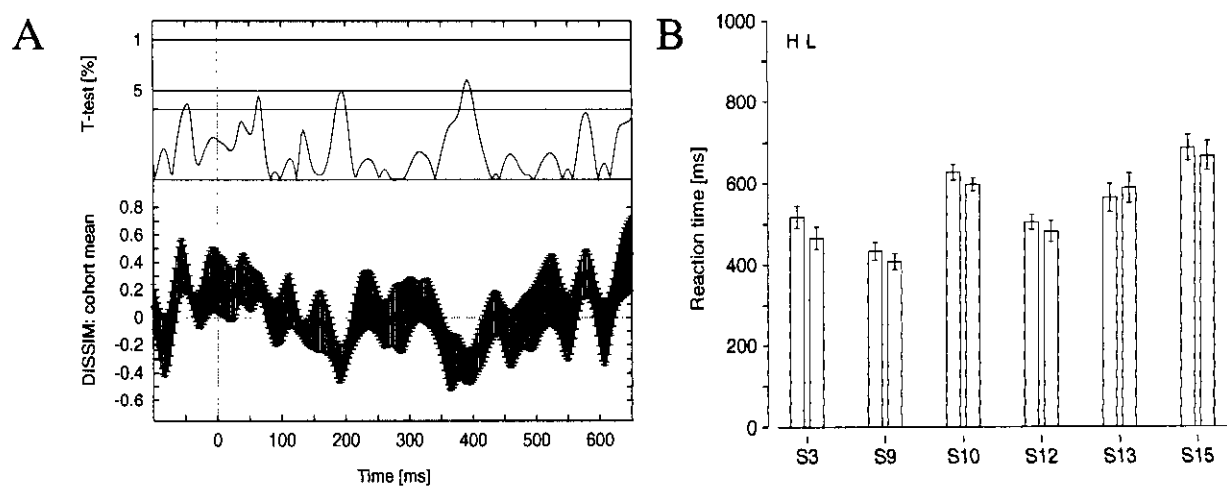 A
T-test [%]
1
5
DISSIM: cohort mean
0.8
0.6
0.4
0.2
0
-0.2
-0.4
-0.6
0 100 200 300 400 500 600
Time [ms]
B
H L
Reaction time [ms]
1000
800
600
400
200
0
S3 S9 S10 S12 S13 S15